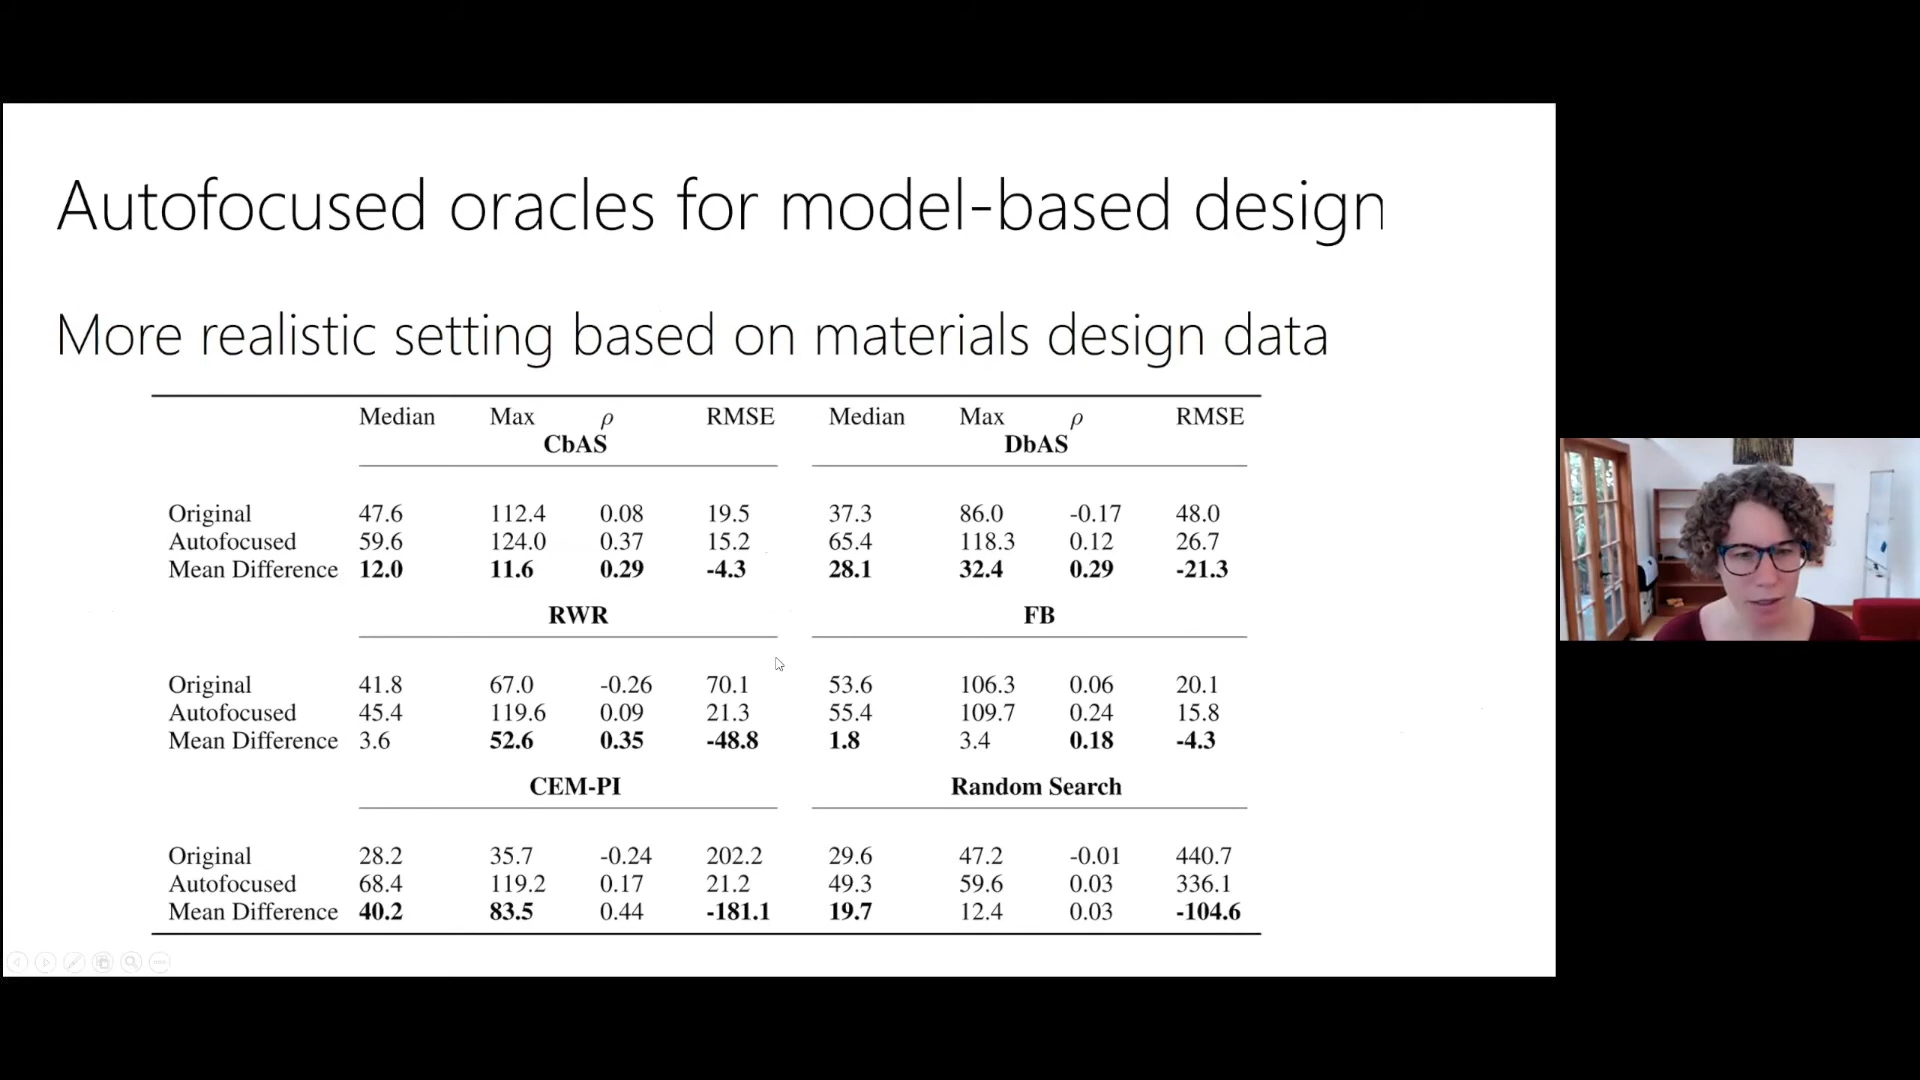 Autofocused oracles for model-based design
More realistic setting based on materials design data
Median Max ρ RMSE Median Max ρ RMSE
CbAS DbAS
Original 47.6 112.4 0.08 19.5 37.3 86.0 -0.17 48.0
Autofocused 59.6 124.0 0.37 15.2 65.4 118.3 0.12 26.7
Mean Difference 12.0 11.6 0.29 -4.3 28.1 32.4 0.29 -21.3
RWR FB
Original 41.8 67.0 -0.26 70.1 53.6 106.3 0.06 20.1
Autofocused 45.4 119.6 0.09 21.3 55.4 109.7 0.24 15.8
Mean Difference 3.6 52.6 0.35 -48.8 1.8 3.4 0.18 -4.3
CEM-PI Random Search
Original 28.2 35.7 -0.24 202.2 29.6 47.2 -0.01 440.7
Autofocused 68.4 119.2 0.17 21.2 49.3 59.6 0.03 336.1
Mean Difference 40.2 83.5 0.44 -181.1 19.7 12.4 0.03 -104.6